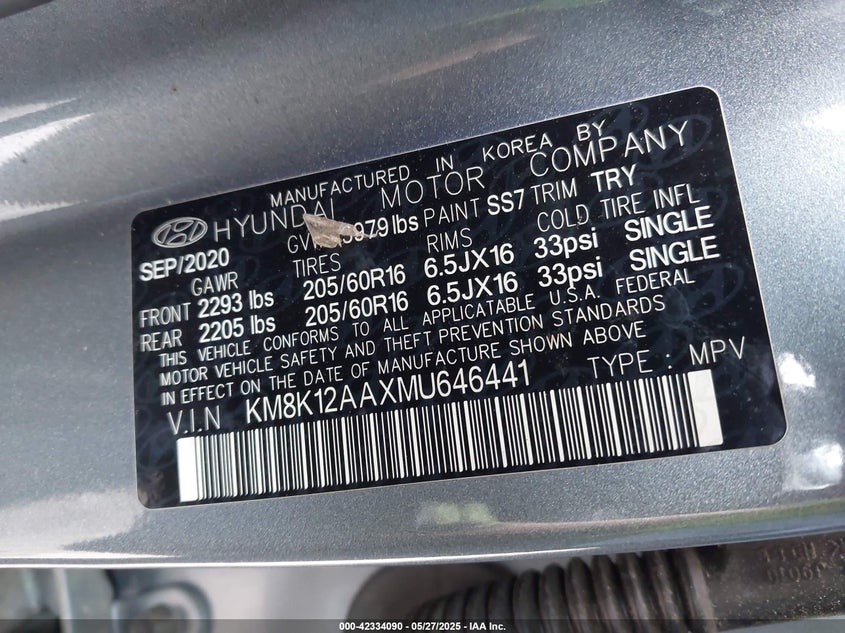 MANUFACTURED IN KOREA BY
HYUNDAI MOTOR COMPANY
SEP/2020 3979 lbs PAINT SS7 TRIM TRY
GAWR TIRES RIMS COLD TIRE INFL
FRONT 2293 lbs 205/60R16 6.5JX16 33psi SINGLE
REAR 2205 lbs 205/60R16 6.5JX16 33psi SINGLE
THIS VEHICLE CONFORMS TO ALL APPLICATABLE U.S.A. FEDERAL
MOTOR VEHICLE SAFETY AND THEFT PREVENTION STANDARDS
IN EFFECT ON THE DATE OF MANUFACTURE SHOWN ABOVE
V.I.N KM8K12AAXMU646441 TYPE : MPV
000-42334090 - 05/27/2025 - IAA Inc.